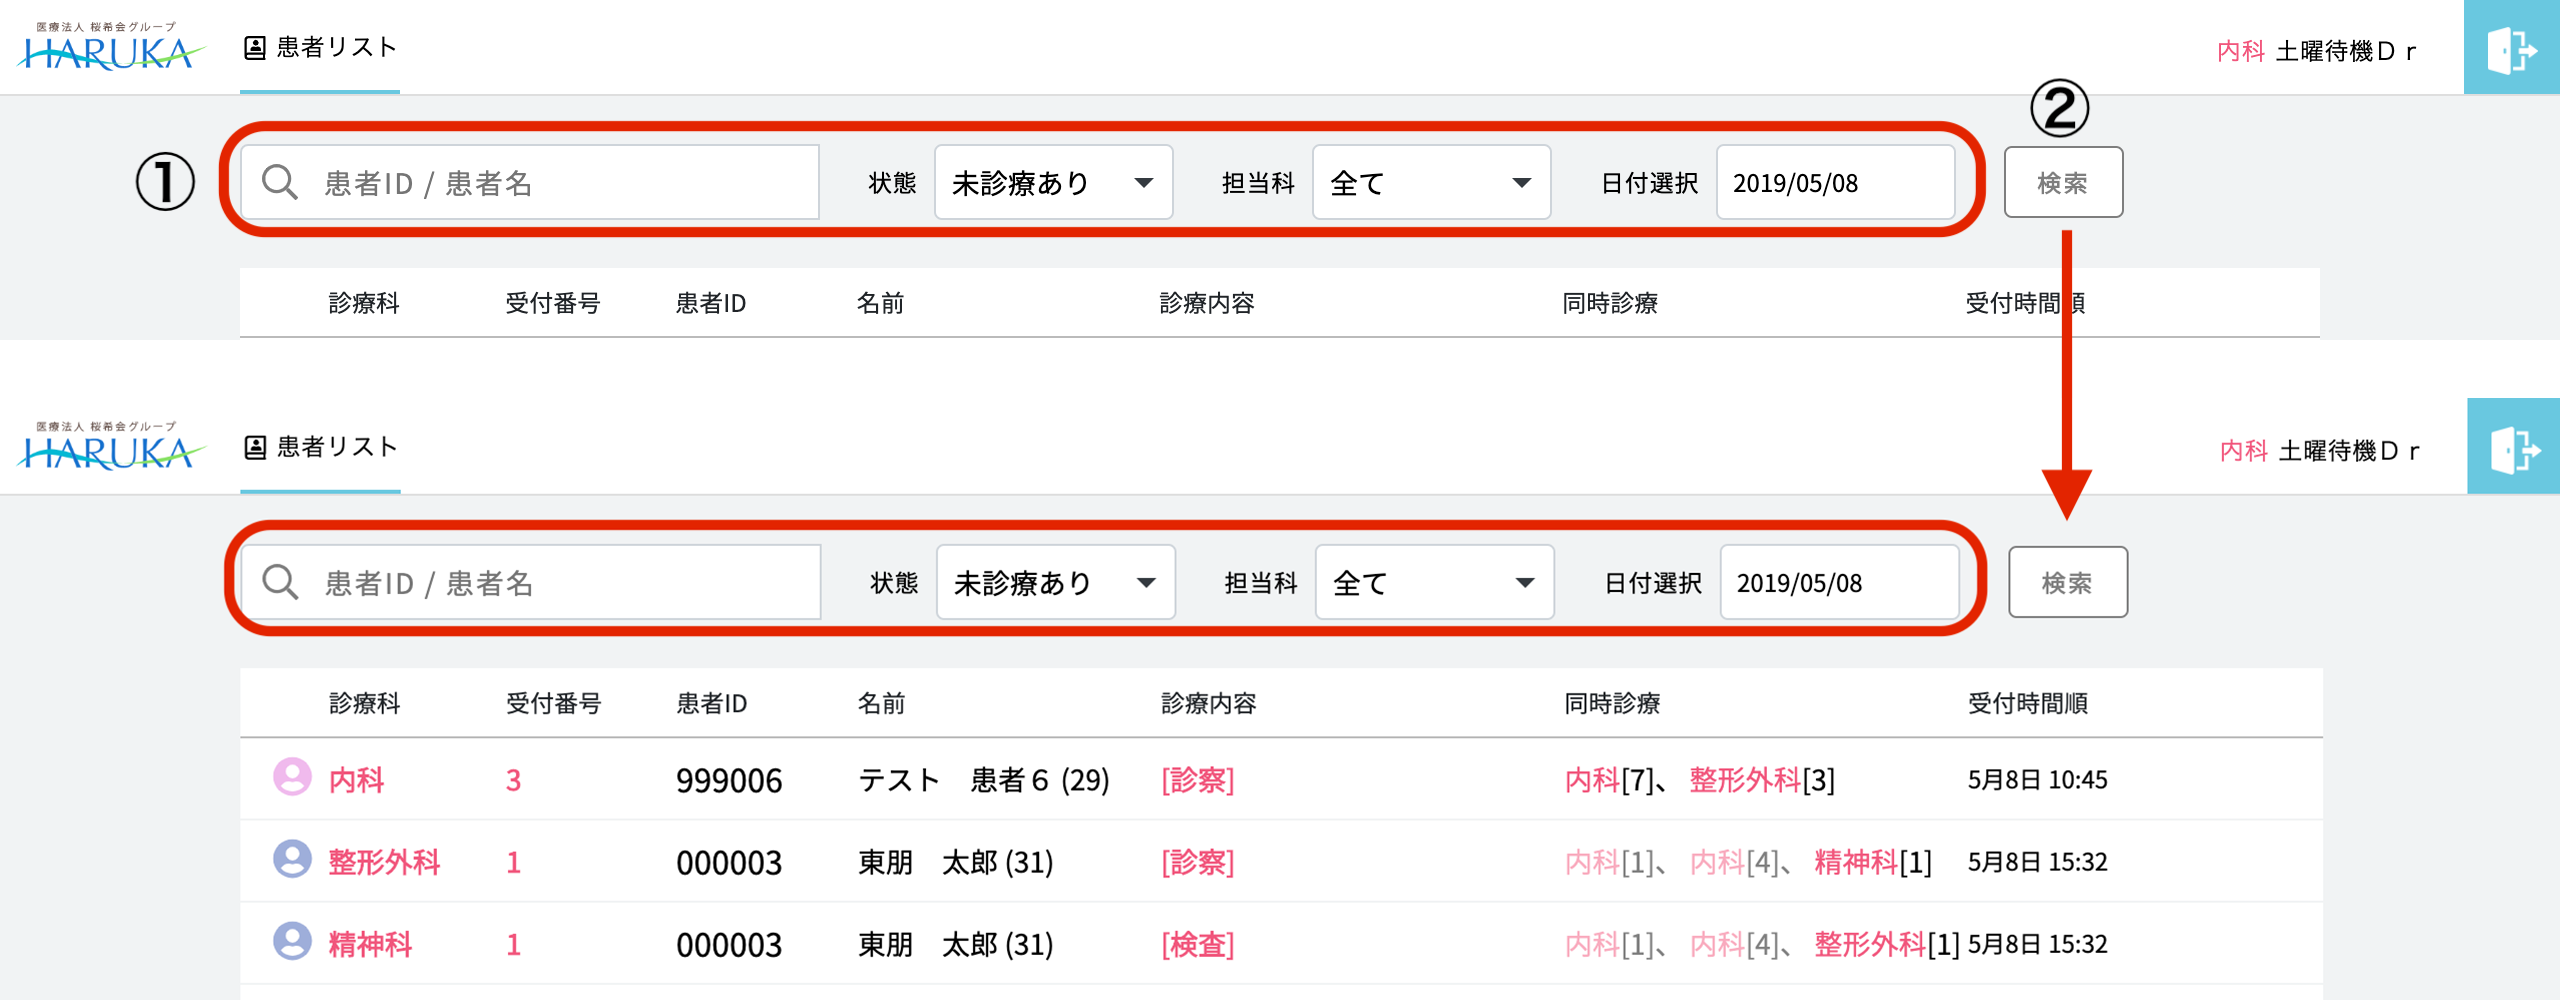 医療法人 桜希会グループ
HARUKA
患者リスト
内科 土曜待機Ｄｒ
①
②
患者ID / 患者名
状態 未診療あり
担当科 全て
日付選択 2019/05/08
検索
診療科 受付番号 患者ID 名前 診療内容 同時診療 受付時間順
医療法人 桜希会グループ
HARUKA
患者リスト
内科 土曜待機Ｄｒ
患者ID / 患者名
状態 未診療あり
担当科 全て
日付選択 2019/05/08
検索
診療科 受付番号 患者ID 名前 診療内容 同時診療 受付時間順
内科 3 999006 テスト　患者６ (29) [診察] 内科[7]、 整形外科[3] 5月8日 10:45
整形外科 1 000003 東朋　太郎 (31) [診察] 内科[1]、 内科[4]、 精神科[1] 5月8日 15:32
精神科 1 000003 東朋　太郎 (31) [検査] 内科[1]、 内科[4]、 整形外科[1] 5月8日 15:32